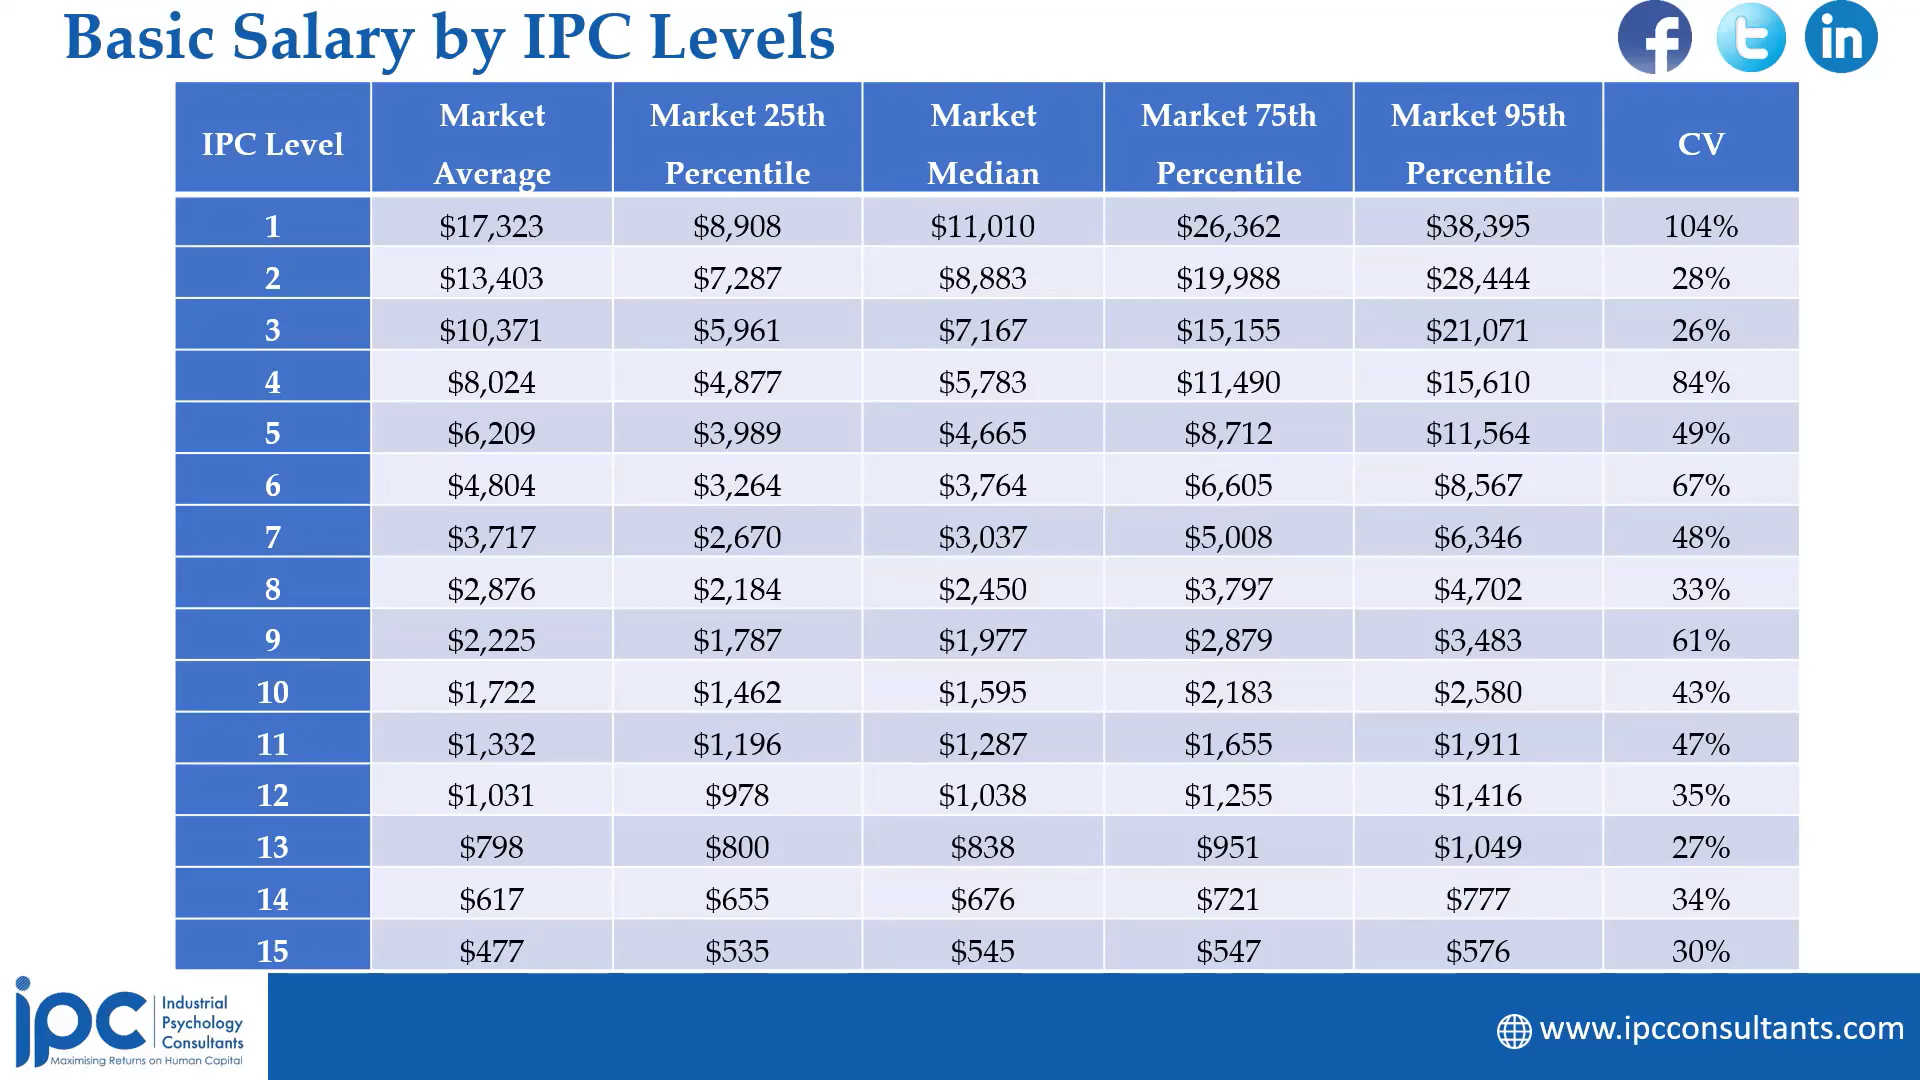 Basic Salary by IPC Levels
IPC Level Market Average Market 25th Percentile Market Median Market 75th Percentile Market 95th Percentile CV
1 $17,323 $8,908 $11,010 $26,362 $38,395 104%
2 $13,403 $7,287 $8,883 $19,988 $28,444 28%
3 $10,371 $5,961 $7,167 $15,155 $21,071 26%
4 $8,024 $4,877 $5,783 $11,490 $15,610 84%
5 $6,209 $3,989 $4,665 $8,712 $11,564 49%
6 $4,804 $3,264 $3,764 $6,605 $8,567 67%
7 $3,717 $2,670 $3,037 $5,008 $6,346 48%
8 $2,876 $2,184 $2,450 $3,797 $4,702 33%
9 $2,225 $1,787 $1,977 $2,879 $3,483 61%
10 $1,722 $1,462 $1,595 $2,183 $2,580 43%
11 $1,332 $1,196 $1,287 $1,655 $1,911 47%
12 $1,031 $978 $1,038 $1,255 $1,416 35%
13 $798 $800 $838 $951 $1,049 27%
14 $617 $655 $676 $721 $777 34%
15 $477 $535 $545 $547 $576 30%
ipc
Industrial
Psychology
Consultants
Maximising Returns on Human Capital
www.ipcconsultants.com